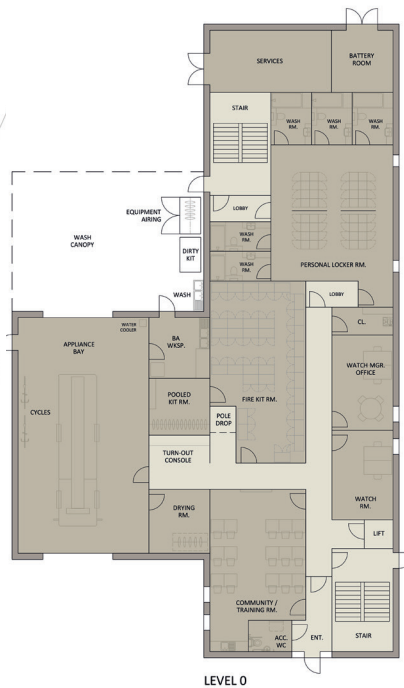 SERVICES
BATTERY
ROOM
STAIR
WASH
RM.
WASH
RM.
WASH
RM.
EQUIPMENT
AIRING
LOBBY
WASH
CANOPY
DIRTY
KIT
WASH
RM.
WASH
RM.
PERSONAL LOCKER RM.
WASH
LOBBY
WATER
COOLER
CL.
APPLIANCE
BAY
BA
WKSP.
WATCH MGR.
OFFICE
POOLED
KIT RM.
FIRE KIT RM.
CYCLES
POLE
DROP
TURN-OUT
CONSOLE
WATCH
RM.
DRYING
RM.
LIFT
COMMUNITY /
TRAINING RM.
ACC.
WC
ENT.
STAIR
LEVEL 0